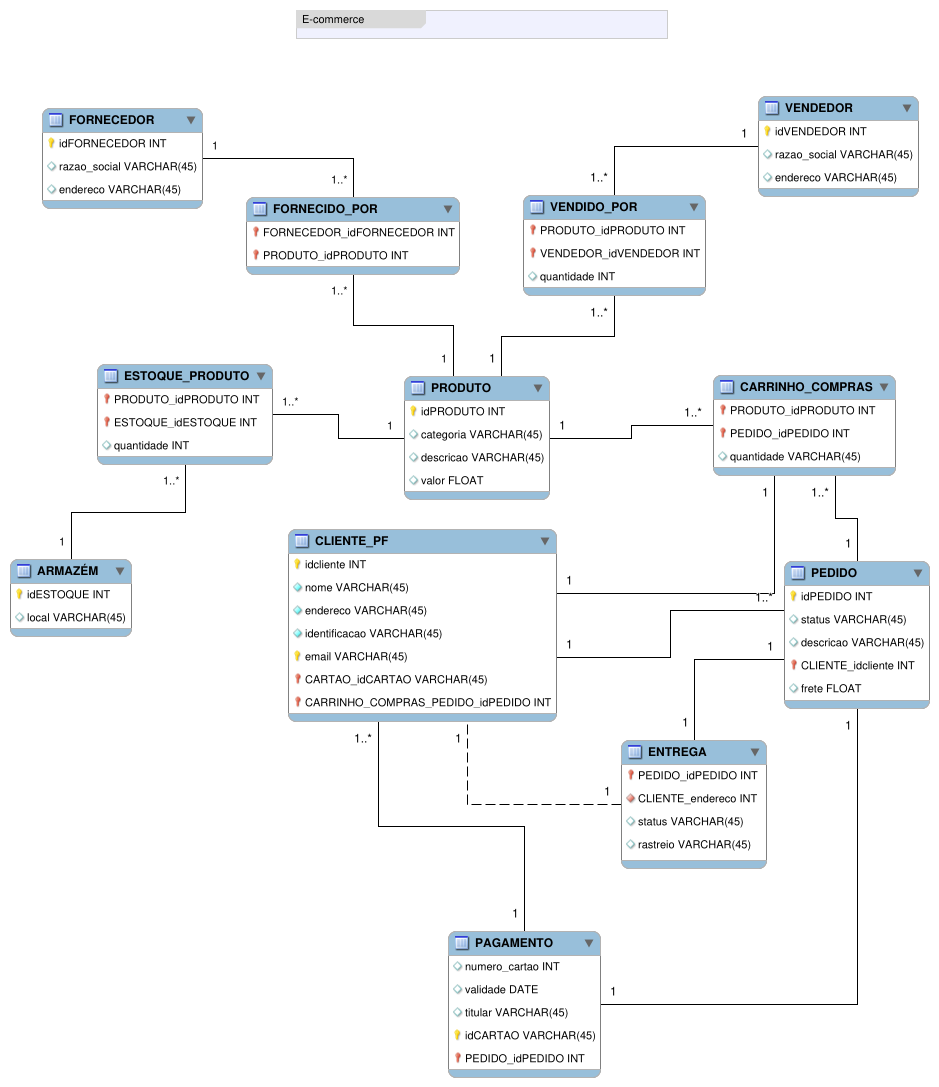 E-commerce
FORNECEDOR
idFORNECEDOR INT
razao_social VARCHAR(45)
endereco VARCHAR(45)
1
1..*
VENDEDOR
idVENDEDOR INT
razao_social VARCHAR(45)
endereco VARCHAR(45)
1
1..*
FORNECIDO_POR
FORNECEDOR_idFORNECEDOR INT
PRODUTO_idPRODUTO INT
1..*
1
VENDIDO_POR
PRODUTO_idPRODUTO INT
VENDEDOR_idVENDEDOR INT
quantidade INT
1..*
1
ESTOQUE_PRODUTO
PRODUTO_idPRODUTO INT
ESTOQUE_idESTOQUE INT
quantidade INT
1..*
1
1..*
1
PRODUTO
idPRODUTO INT
categoria VARCHAR(45)
descricao VARCHAR(45)
valor FLOAT
1
1..*
CARRINHO_COMPRAS
PRODUTO_idPRODUTO INT
PEDIDO_idPEDIDO INT
quantidade VARCHAR(45)
1
1..*
1
ARMAZÉM
idESTOQUE INT
local VARCHAR(45)
CLIENTE_PF
idcliente INT
nome VARCHAR(45)
endereco VARCHAR(45)
identificacao VARCHAR(45)
email VARCHAR(45)
CARTAO_idCARTAO VARCHAR(45)
CARRINHO_COMPRAS_PEDIDO_idPEDIDO INT
1
1..*
1
PEDIDO
idPEDIDO INT
status VARCHAR(45)
descricao VARCHAR(45)
CLIENTE_idcliente INT
frete FLOAT
1
1
1
1..*
1
1
ENTREGA
PEDIDO_idPEDIDO INT
CLIENTE_endereco INT
status VARCHAR(45)
rastreio VARCHAR(45)
1
PAGAMENTO
numero_cartao INT
validade DATE
titular VARCHAR(45)
idCARTAO VARCHAR(45)
PEDIDO_idPEDIDO INT
1